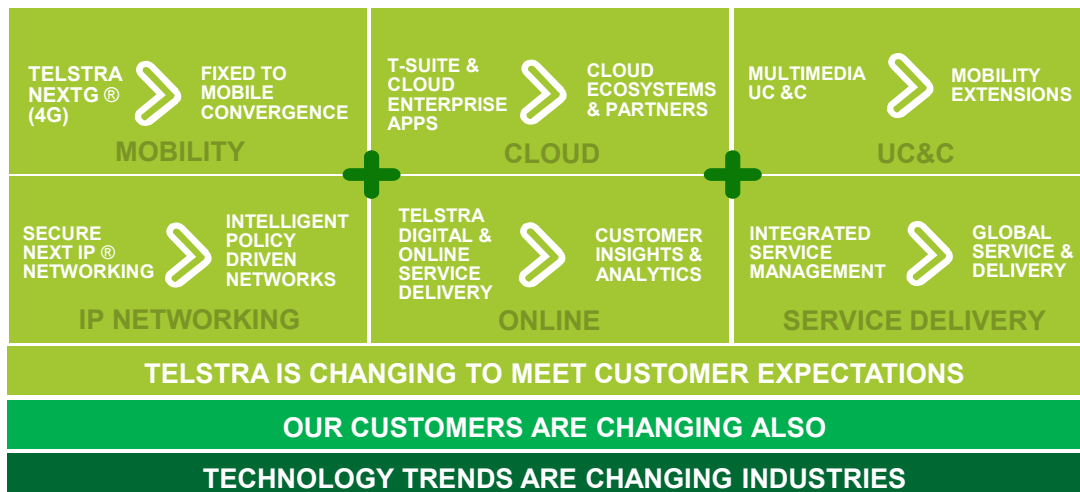 TELSTRA
NEXTG ®
(4G)
FIXED TO
MOBILE
CONVERGENCE
MOBILITY
T-SUITE &
CLOUD
ENTERPRISE
APPS
CLOUD
ECOSYSTEMS
& PARTNERS
CLOUD
MULTIMEDIA
UC &C
MOBILITY
EXTENSIONS
UC&C
SECURE
NEXT IP ®
NETWORKING
INTELLIGENT
POLICY
DRIVEN
NETWORKS
IP NETWORKING
TELSTRA
DIGITAL &
ONLINE
SERVICE
DELIVERY
CUSTOMER
INSIGHTS &
ANALYTICS
ONLINE
INTEGRATED
SERVICE
MANAGEMENT
GLOBAL
SERVICE &
DELIVERY
SERVICE DELIVERY
TELSTRA IS CHANGING TO MEET CUSTOMER EXPECTATIONS
OUR CUSTOMERS ARE CHANGING ALSO
TECHNOLOGY TRENDS ARE CHANGING INDUSTRIES